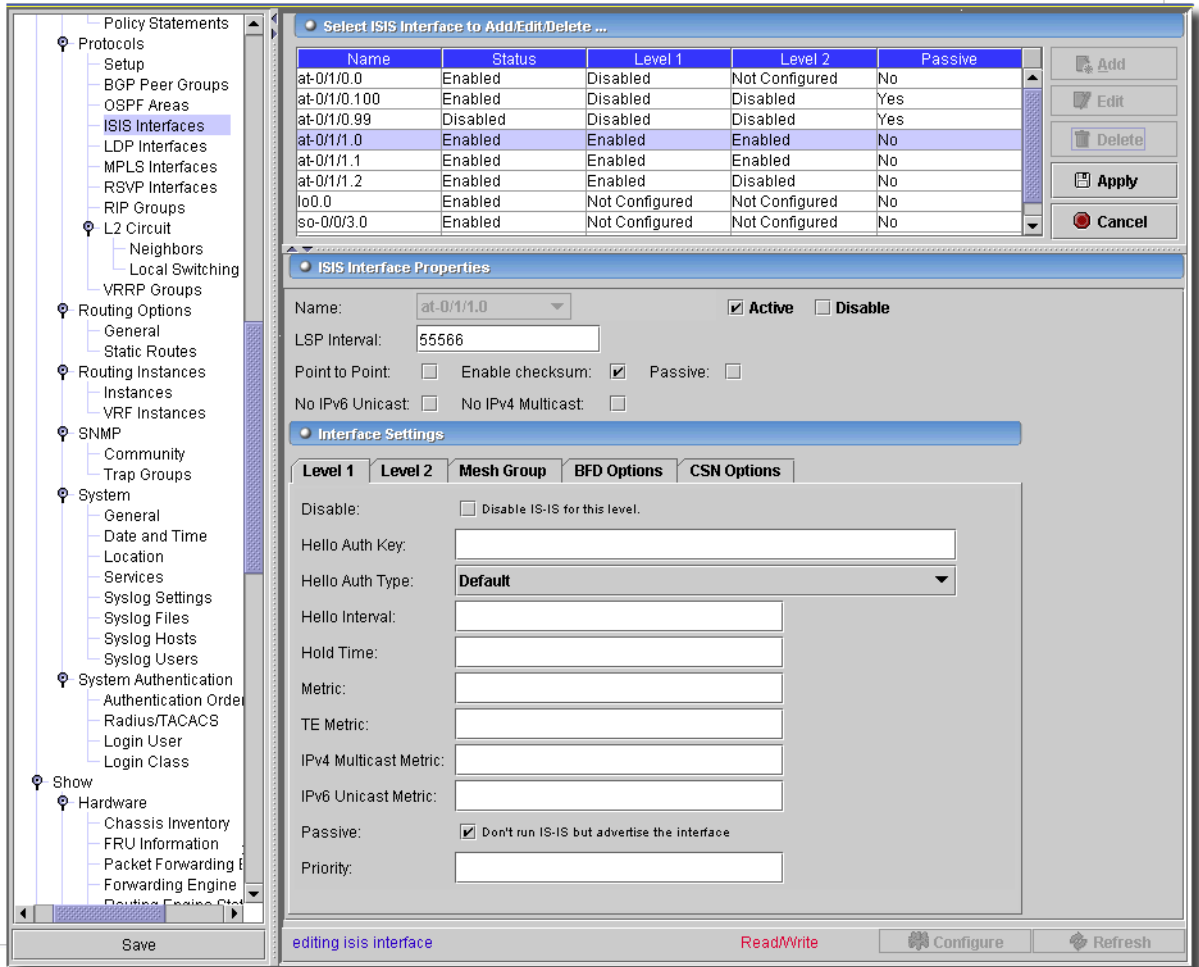 Policy Statements
Protocols
Setup
BGP Peer Groups
OSPF Areas
ISIS Interfaces
LDP Interfaces
MPLS Interfaces
RSVP Interfaces
RIP Groups
L2 Circuit
Neighbors
Local Switching
VRRP Groups
Routing Options
General
Static Routes
Routing Instances
Instances
VRF Instances
SNMP
Community
Trap Groups
System
General
Date and Time
Location
Services
Syslog Settings
Syslog Files
Syslog Hosts
Syslog Users
System Authentication
Authentication Order
Radius/TACACS
Login User
Login Class
Show
Hardware
Chassis Inventory
FRU Information
Packet Forwarding
Forwarding Engine
Routing Engine
Save
Select ISIS Interface to Add/Edit/Delete ...
Name Status Level 1 Level 2 Passive
at-0/1/0.0 Enabled Disabled Not Configured No
at-0/1/0.100 Enabled Disabled Disabled Yes
at-0/1/0.99 Disabled Disabled Disabled Yes
at-0/1/1.0 Enabled Enabled Enabled No
at-0/1/1.1 Enabled Enabled Enabled No
at-0/1/1.2 Enabled Enabled Disabled No
lo0.0 Enabled Not Configured Not Configured No
so-0/0/3.0 Enabled Not Configured Not Configured No
Add
Edit
Delete
Apply
Cancel
ISIS Interface Properties
Name: at-0/1/1.0 Active Disable
LSP Interval: 55566
Point to Point: Enable checksum: Passive:
No IPv6 Unicast: No IPv4 Multicast:
Interface Settings
Level 1 Level 2 Mesh Group BFD Options CSN Options
Disable: Disable IS-IS for this level.
Hello Auth Key:
Hello Auth Type: Default
Hello Interval:
Hold Time:
Metric:
TE Metric:
IPv4 Multicast Metric:
IPv6 Unicast Metric:
Passive: Don't run IS-IS but advertise the interface
Priority:
editing isis interface Read/Write Configure Refresh